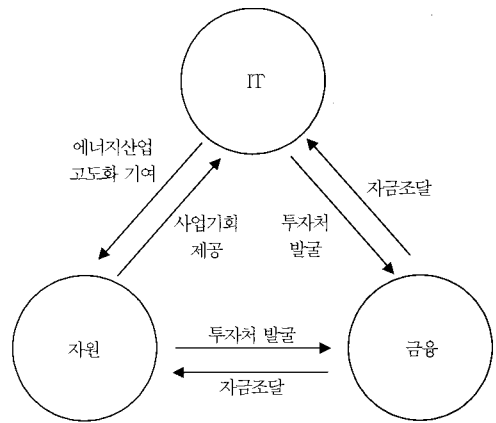 IT
에너지산업
고도화 기여
자금조달
사업기회
제공
투자처
발굴
자원
투자처 발굴
금융
자금조달